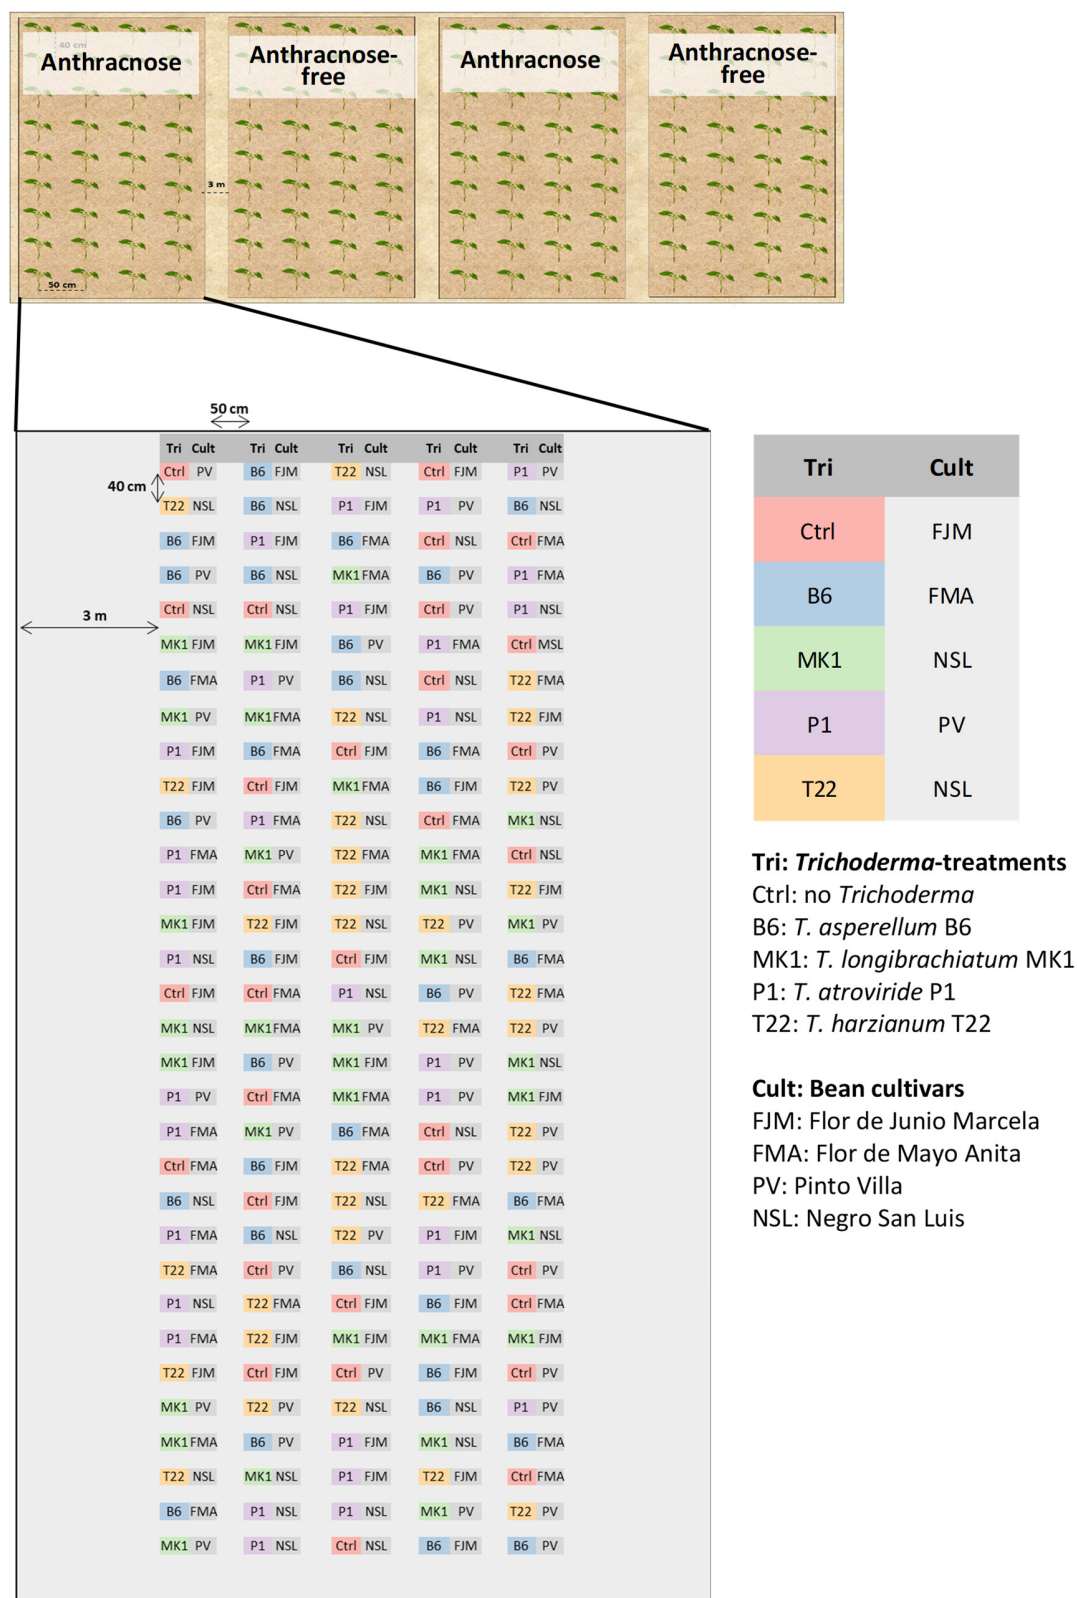 40 cm
Anthracnose
Anthracnose-
free
Anthracnose
Anthracnose-
free
3 m
50 cm
50 cm
Tri Cult Tri Cult Tri Cult Tri Cult Tri Cult
Ctrl PV B6 FJM T22 NSL Ctrl FJM P1 PV
40 cm
T22 NSL B6 NSL P1 FJM P1 PV B6 NSL
B6 FJM P1 FJM B6 FMA Ctrl NSL Ctrl FMA
B6 PV B6 NSL MK1 FMA B6 PV P1 FMA
Ctrl NSL Ctrl NSL P1 FJM Ctrl PV P1 NSL
3 m
MK1 FJM MK1 FJM B6 PV P1 FMA Ctrl MSL
B6 FMA P1 PV B6 NSL Ctrl NSL T22 FMA
MK1 PV MK1 FMA T22 NSL P1 NSL T22 FJM
P1 FJM B6 FMA Ctrl FJM B6 FMA Ctrl PV
T22 FJM Ctrl FJM MK1 FMA B6 FJM T22 PV
B6 PV P1 FMA T22 NSL Ctrl FMA MK1 NSL
P1 FMA MK1 PV T22 FMA MK1 FMA Ctrl NSL
P1 FJM Ctrl FMA T22 FJM MK1 NSL T22 FJM
MK1 FJM T22 FJM T22 NSL T22 PV MK1 PV
P1 NSL B6 FJM Ctrl FJM MK1 NSL B6 FMA
Ctrl FJM Ctrl FMA P1 NSL B6 PV T22 FMA
MK1 NSL MK1 FMA MK1 PV T22 FMA T22 PV
MK1 FJM B6 PV MK1 FJM P1 PV MK1 NSL
P1 PV Ctrl FMA MK1 FMA P1 PV MK1 FJM
P1 FMA MK1 PV B6 FMA Ctrl NSL T22 PV
Ctrl FMA B6 FJM T22 FMA Ctrl PV T22 PV
B6 NSL Ctrl FJM T22 NSL T22 FMA B6 FMA
P1 FMA B6 NSL T22 PV P1 FJM MK1 NSL
T22 FMA Ctrl PV B6 NSL P1 PV Ctrl PV
P1 NSL T22 FMA Ctrl FJM B6 FJM Ctrl FMA
P1 FMA T22 FJM MK1 FJM MK1 FMA MK1 FJM
T22 FJM Ctrl FJM Ctrl PV B6 FJM Ctrl PV
MK1 PV T22 PV T22 NSL B6 NSL P1 PV
MK1 FMA B6 PV P1 FJM MK1 NSL B6 FMA
T22 NSL MK1 NSL P1 FJM T22 FJM Ctrl FMA
B6 FMA P1 NSL P1 NSL MK1 PV T22 PV
MK1 PV P1 NSL Ctrl NSL B6 FJM B6 PV
Tri Cult
Ctrl FJM
B6 FMA
MK1 NSL
P1 PV
T22 NSL
Tri: Trichoderma-treatments
Ctrl: no Trichoderma
B6: T. asperellum B6
MK1: T. longibrachiatum MK1
P1: T. atroviride P1
T22: T. harzianum T22
Cult: Bean cultivars
FJM: Flor de Junio Marcela
FMA: Flor de Mayo Anita
PV: Pinto Villa
NSL: Negro San Luis